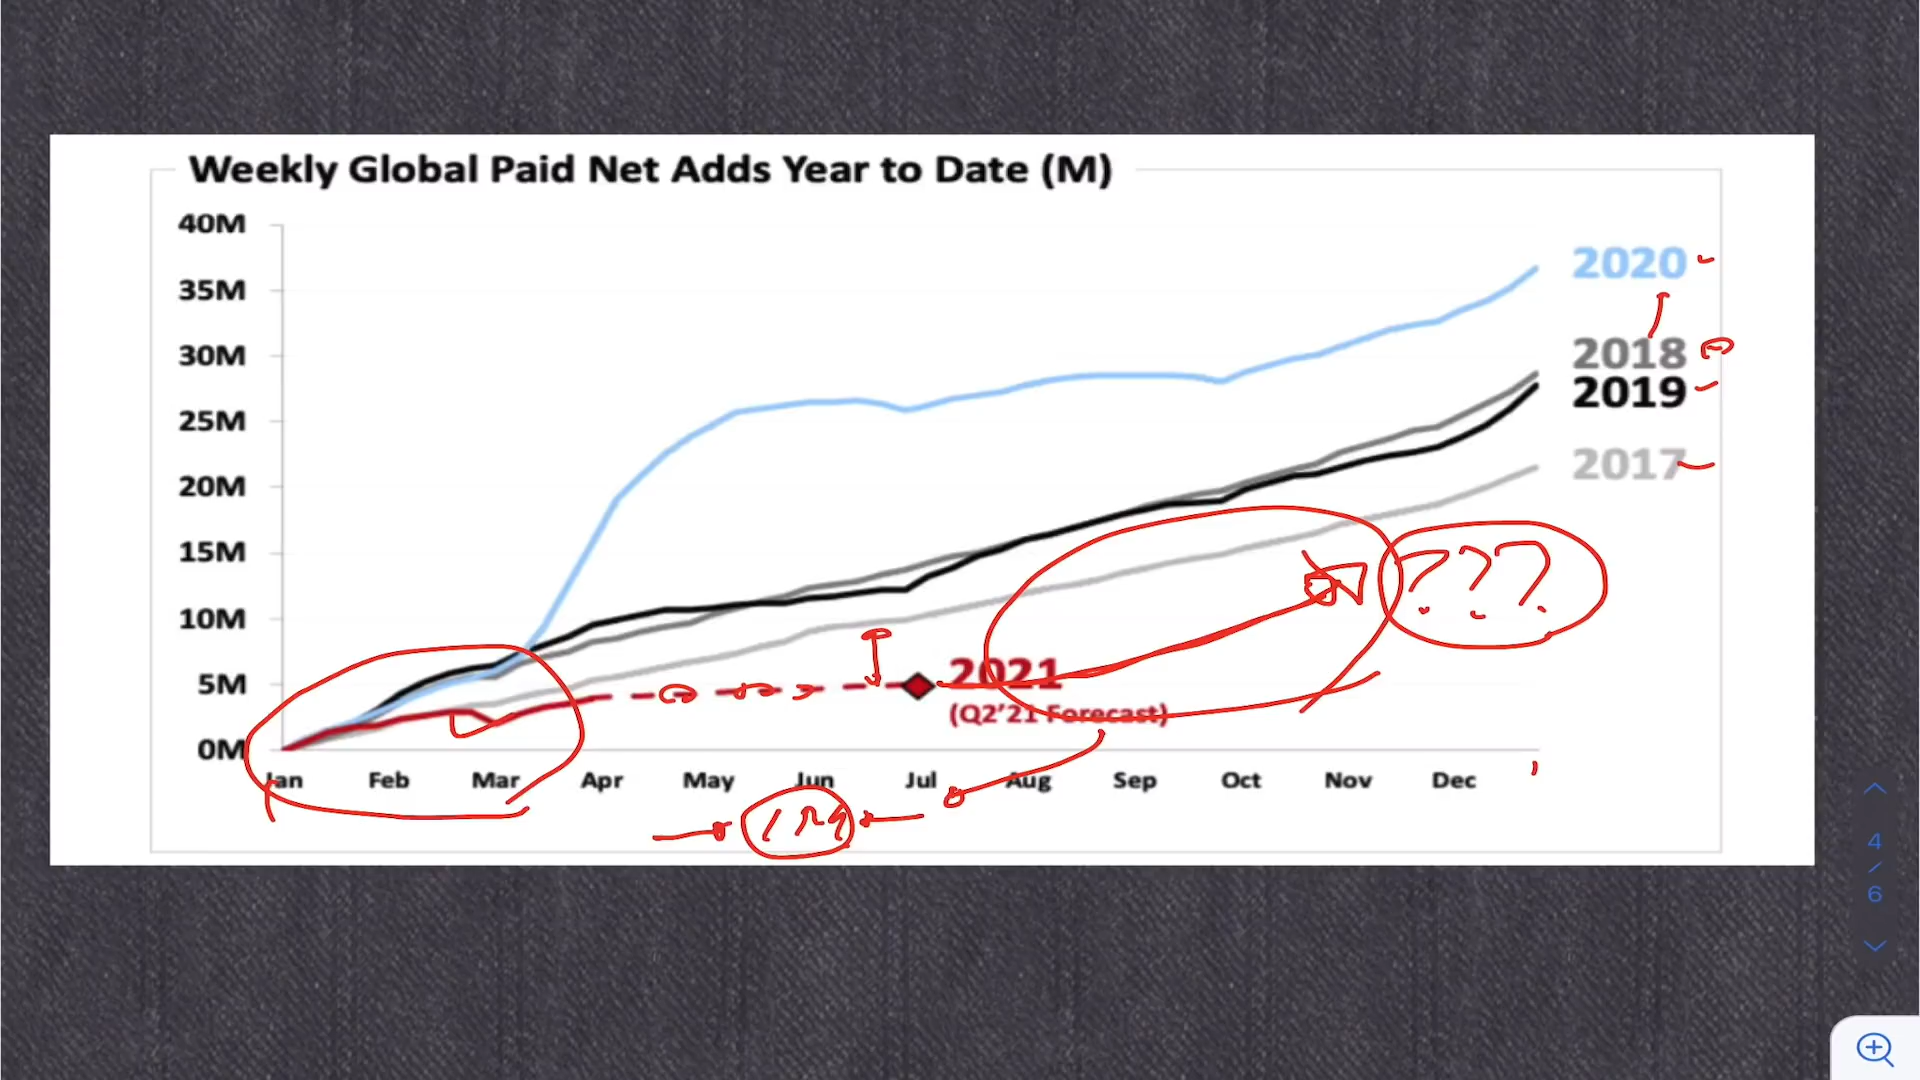 Weekly Global Paid Net Adds Year to Date (M)
40M
35M
30M
25M
20M
15M
10M
5M
0M
2020
2018
2019
2017
2021
(Q2'21 Forecast)
???
Jan Feb Mar Apr May Jun Jul Aug Sep Oct Nov Dec
4
/
6